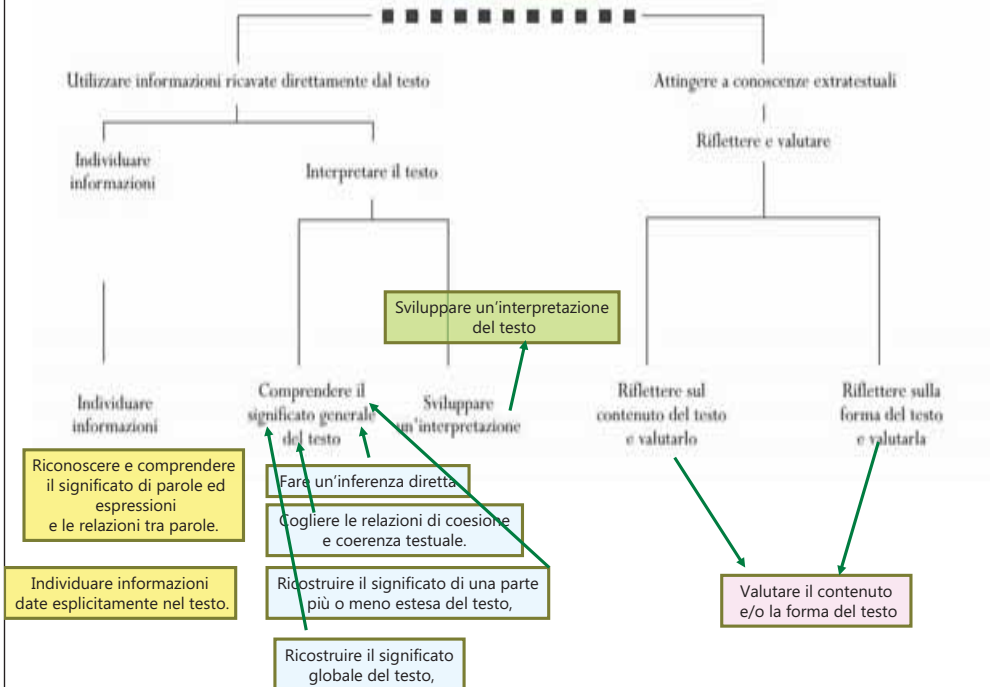 Utilizzare informazioni ricavate direttamente dal testo
Attingere a conoscenze extratestuali
Individuare
informazioni
Interpretare il testo
Riflettere e valutare
Sviluppare un'interpretazione
del testo
Individuare
informazioni
Comprendere il
significato generale
del testo
Sviluppare
un'interpretazione
Riflettere sul
contenuto del testo
e valutarlo
Riflettere sulla
forma del testo
e valutarla
Riconoscere e comprendere
il significato di parole ed
espressioni
e le relazioni tra parole.
Fare un'inferenza diretta
Cogliere le relazioni di coesione
e coerenza testuale.
Individuare informazioni
date esplicitamente nel testo.
Ricostruire il significato di una parte
più o meno estesa del testo,
Valutare il contenuto
e/o la forma del testo
Ricostruire il significato
globale del testo,